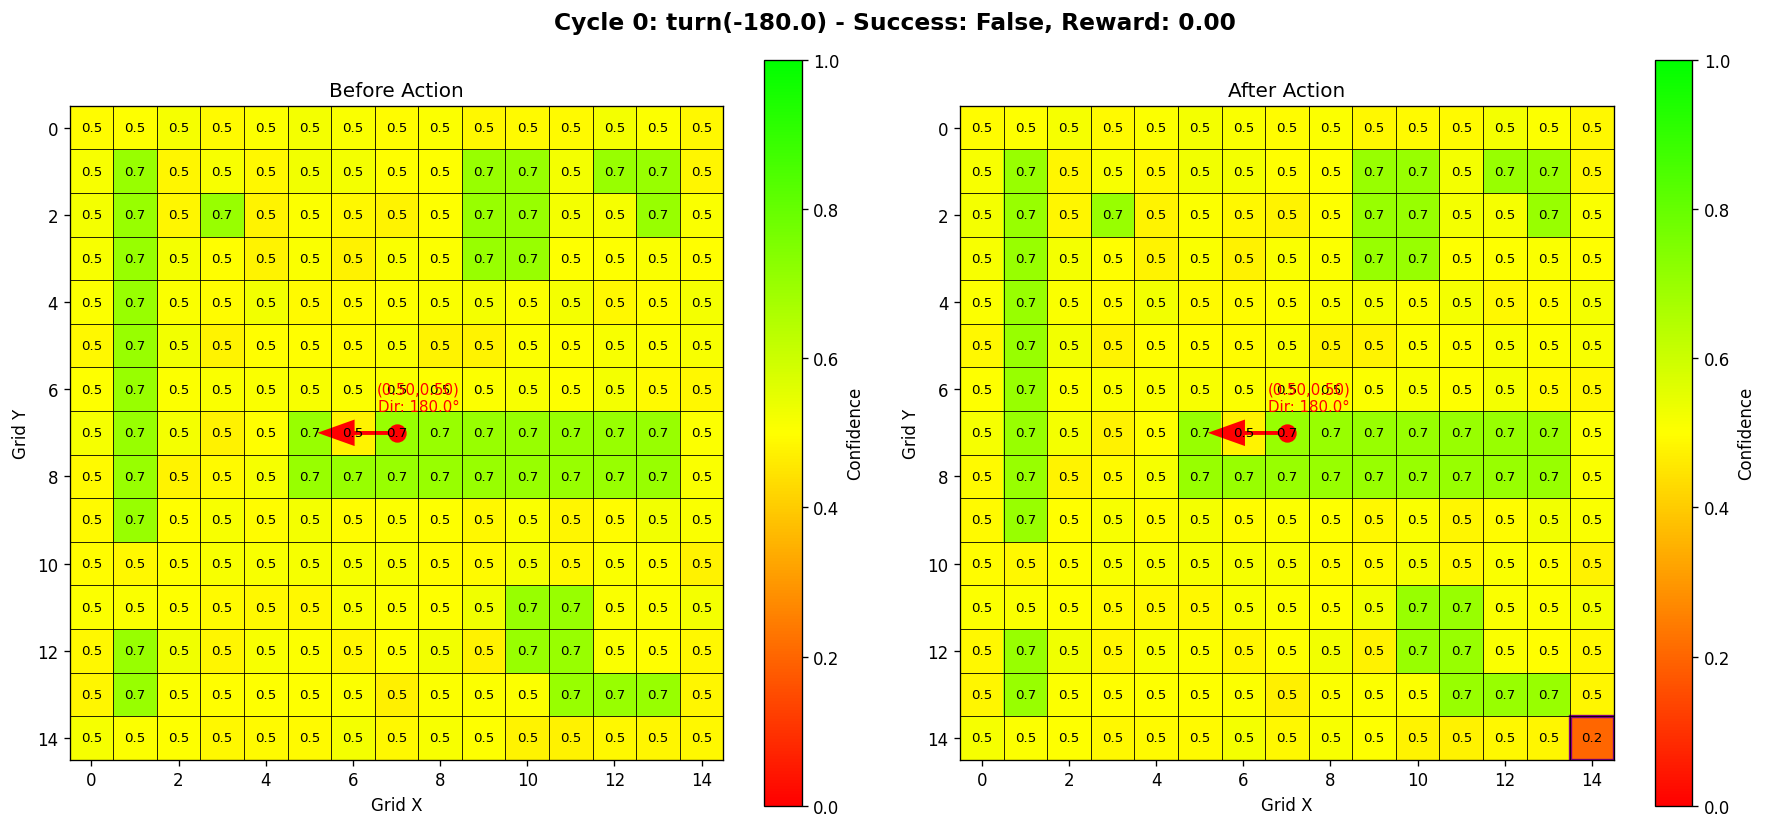 Cycle 0: turn(-180.0) - Success: False, Reward: 0.00
Before Action
0.5 0.5 0.5 0.5 0.5 0.5 0.5 0.5 0.5 0.5 0.5 0.5 0.5 0.5 0.5
0.5 0.7 0.5 0.5 0.5 0.5 0.5 0.5 0.5 0.7 0.7 0.5 0.7 0.7 0.5
0.5 0.7 0.5 0.7 0.5 0.5 0.5 0.5 0.5 0.7 0.7 0.5 0.5 0.7 0.5
0.5 0.7 0.5 0.5 0.5 0.5 0.5 0.5 0.5 0.7 0.7 0.5 0.5 0.5 0.5
0.5 0.7 0.5 0.5 0.5 0.5 0.5 0.5 0.5 0.5 0.5 0.5 0.5 0.5 0.5
0.5 0.7 0.5 0.5 0.5 0.5 0.5 0.5 0.5 0.5 0.5 0.5 0.5 0.5 0.5
0.5 0.7 0.5 0.5 0.5 0.5 0.5 0.5 0.5 0.5 0.5 0.5 0.5 0.5 0.5
(0.50,0.50)
Dir: 180.0°
0.5 0.7 0.5 0.5 0.5 0.7 0.5 0.7 0.7 0.7 0.7 0.7 0.7 0.7 0.5
0.5 0.7 0.5 0.5 0.5 0.7 0.7 0.7 0.7 0.7 0.7 0.7 0.7 0.7 0.5
0.5 0.7 0.5 0.5 0.5 0.5 0.5 0.5 0.5 0.5 0.5 0.5 0.5 0.5 0.5
0.5 0.5 0.5 0.5 0.5 0.5 0.5 0.5 0.5 0.5 0.5 0.5 0.5 0.5 0.5
0.5 0.5 0.5 0.5 0.5 0.5 0.5 0.5 0.5 0.5 0.7 0.7 0.5 0.5 0.5
0.5 0.7 0.5 0.5 0.5 0.5 0.5 0.5 0.5 0.5 0.7 0.7 0.5 0.5 0.5
0.5 0.7 0.5 0.5 0.5 0.5 0.5 0.5 0.5 0.5 0.5 0.7 0.7 0.7 0.5
0.5 0.5 0.5 0.5 0.5 0.5 0.5 0.5 0.5 0.5 0.5 0.5 0.5 0.5 0.5
0
2
4
6
8
10
12
14
Grid Y
0 2 4 6 8 10 12 14
Grid X
1.0
0.8
0.6
0.4
0.2
0.0
Confidence
After Action
0.5 0.5 0.5 0.5 0.5 0.5 0.5 0.5 0.5 0.5 0.5 0.5 0.5 0.5 0.5
0.5 0.7 0.5 0.5 0.5 0.5 0.5 0.5 0.5 0.7 0.7 0.5 0.7 0.7 0.5
0.5 0.7 0.5 0.7 0.5 0.5 0.5 0.5 0.5 0.7 0.7 0.5 0.5 0.7 0.5
0.5 0.7 0.5 0.5 0.5 0.5 0.5 0.5 0.5 0.7 0.7 0.5 0.5 0.5 0.5
0.5 0.7 0.5 0.5 0.5 0.5 0.5 0.5 0.5 0.5 0.5 0.5 0.5 0.5 0.5
0.5 0.7 0.5 0.5 0.5 0.5 0.5 0.5 0.5 0.5 0.5 0.5 0.5 0.5 0.5
0.5 0.7 0.5 0.5 0.5 0.5 0.5 0.5 0.5 0.5 0.5 0.5 0.5 0.5 0.5
(0.50,0.50)
Dir: 180.0°
0.5 0.7 0.5 0.5 0.5 0.7 0.5 0.7 0.7 0.7 0.7 0.7 0.7 0.7 0.5
0.5 0.7 0.5 0.5 0.5 0.7 0.7 0.7 0.7 0.7 0.7 0.7 0.7 0.7 0.5
0.5 0.7 0.5 0.5 0.5 0.5 0.5 0.5 0.5 0.5 0.5 0.5 0.5 0.5 0.5
0.5 0.5 0.5 0.5 0.5 0.5 0.5 0.5 0.5 0.5 0.5 0.5 0.5 0.5 0.5
0.5 0.5 0.5 0.5 0.5 0.5 0.5 0.5 0.5 0.5 0.7 0.7 0.5 0.5 0.5
0.5 0.7 0.5 0.5 0.5 0.5 0.5 0.5 0.5 0.5 0.7 0.7 0.5 0.5 0.5
0.5 0.7 0.5 0.5 0.5 0.5 0.5 0.5 0.5 0.5 0.5 0.7 0.7 0.7 0.5
0.5 0.5 0.5 0.5 0.5 0.5 0.5 0.5 0.5 0.5 0.5 0.5 0.5 0.5 0.2
0
2
4
6
8
10
12
14
Grid Y
0 2 4 6 8 10 12 14
Grid X
1.0
0.8
0.6
0.4
0.2
0.0
Confidence